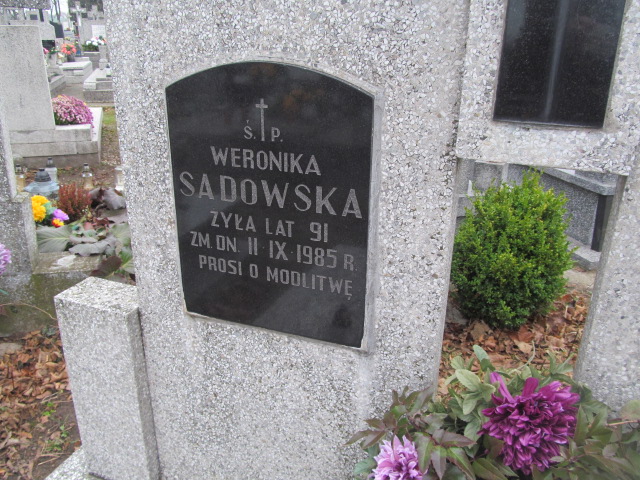 Ś. P.
WERONIKA
SADOWSKA
ŻYŁA LAT 91
ZM. DN. 11·IX·1985 R.
PROSI O MODLITWĘ